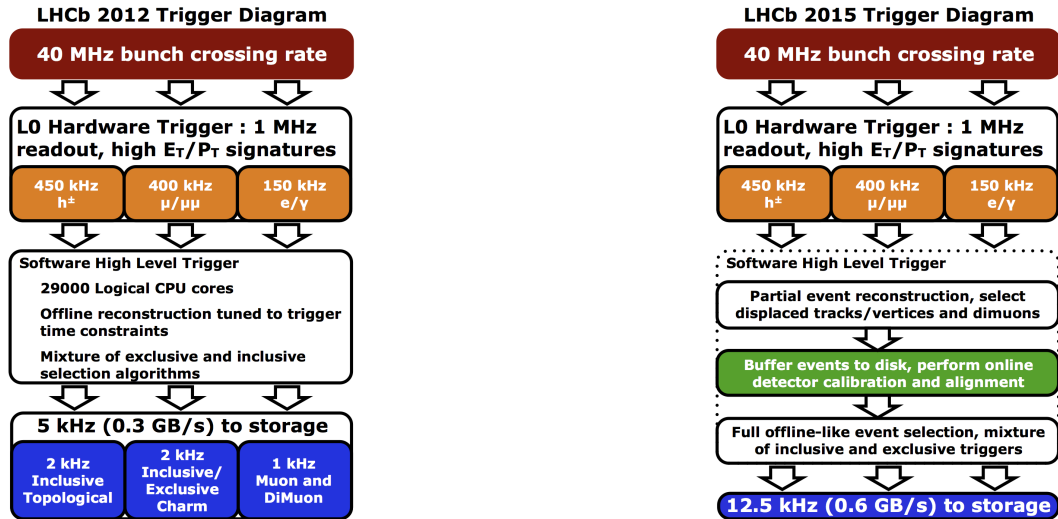 LHCb 2012 Trigger Diagram
40 MHz bunch crossing rate
L0 Hardware Trigger : 1 MHz
readout, high E_T/P_T signatures
450 kHz
h±
400 kHz
μ/μμ
150 kHz
e/γ
Software High Level Trigger
29000 Logical CPU cores
Offline reconstruction tuned to trigger
time constraints
Mixture of exclusive and inclusive
selection algorithms
5 kHz (0.3 GB/s) to storage
2 kHz
Inclusive
Topological
2 kHz
Inclusive/
Exclusive
Charm
1 kHz
Muon and
DiMuon
LHCb 2015 Trigger Diagram
40 MHz bunch crossing rate
L0 Hardware Trigger : 1 MHz
readout, high E_T/P_T signatures
450 kHz
h±
400 kHz
μ/μμ
150 kHz
e/γ
Software High Level Trigger
Partial event reconstruction, select
displaced tracks/vertices and dimuons
Buffer events to disk, perform online
detector calibration and alignment
Full offline-like event selection, mixture
of inclusive and exclusive triggers
12.5 kHz (0.6 GB/s) to storage